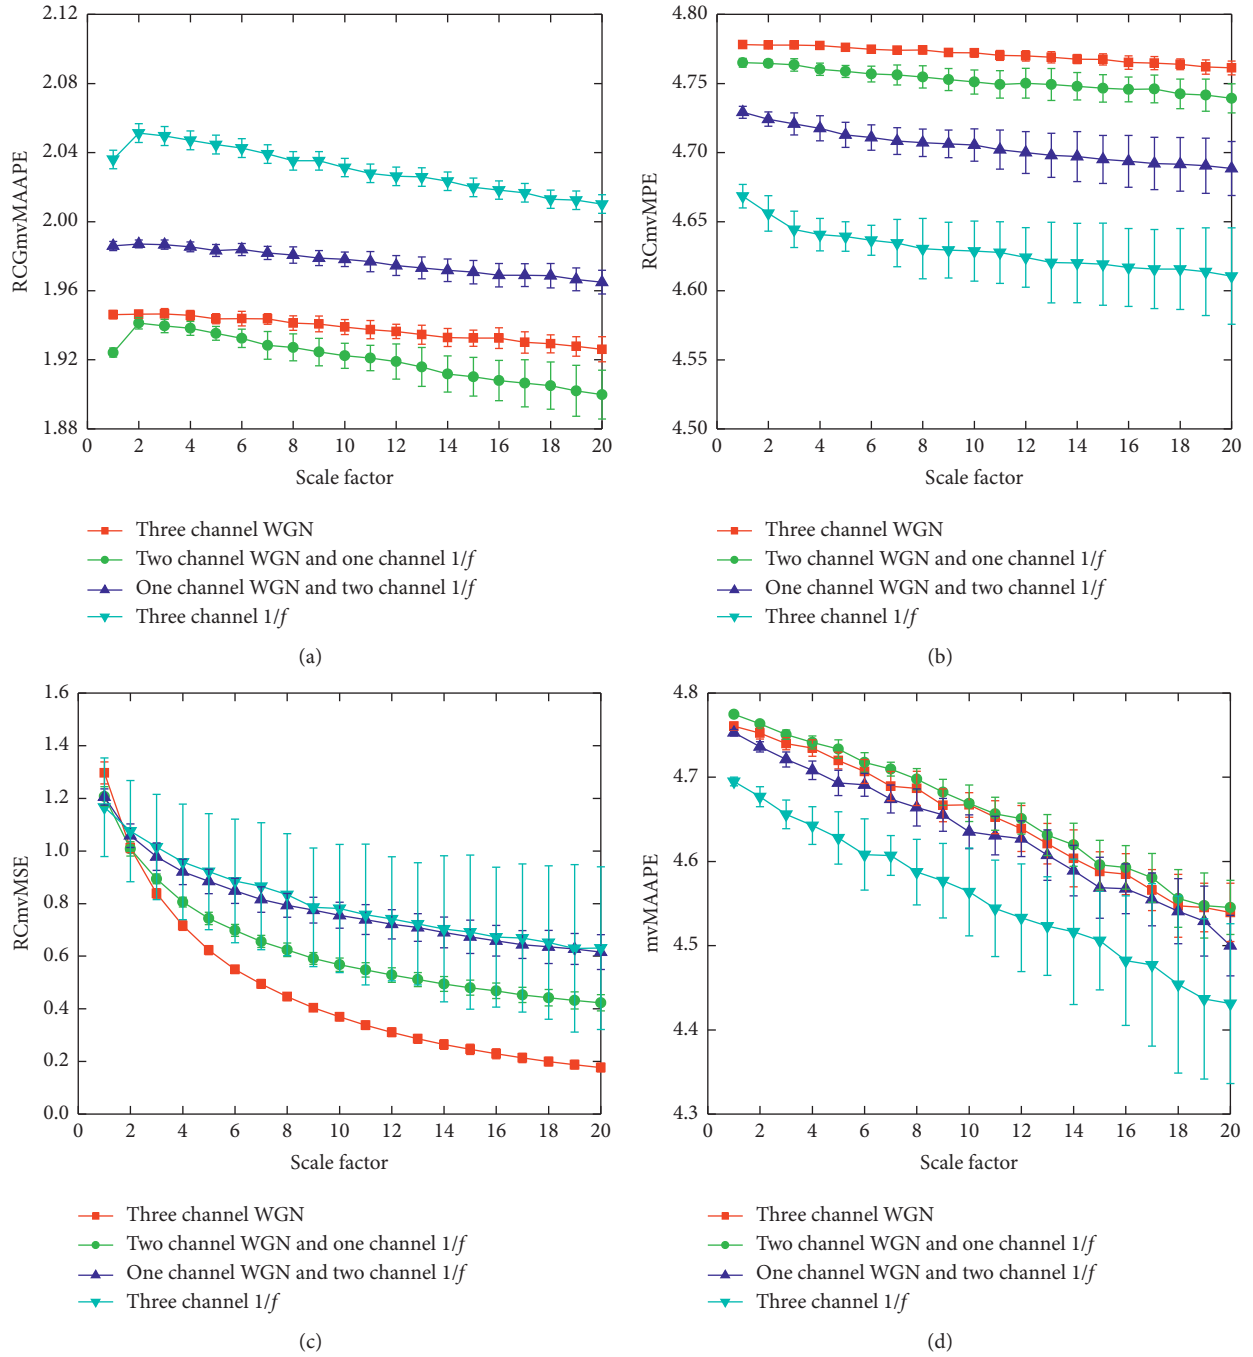 2.12
2.08
2.04
2.00
1.96
1.92
1.88
RCGmvMAAPE
0 2 4 6 8 10 12 14 16 18 20
Scale factor
Three channel WGN
Two channel WGN and one channel 1/f
One channel WGN and two channel 1/f
Three channel 1/f
(a)
4.80
4.75
4.70
4.65
4.60
4.55
4.50
RCmvMPE
0 2 4 6 8 10 12 14 16 18 20
Scale factor
Three channel WGN
Two channel WGN and one channel 1/f
One channel WGN and two channel 1/f
Three channel 1/f
(b)
1.6
1.4
1.2
1.0
0.8
0.6
0.4
0.2
0.0
RCmvMSE
0 2 4 6 8 10 12 14 16 18 20
Scale factor
Three channel WGN
Two channel WGN and one channel 1/f
One channel WGN and two channel 1/f
Three channel 1/f
(c)
4.8
4.7
4.6
4.5
4.4
4.3
mvMAAPE
0 2 4 6 8 10 12 14 16 18 20
Scale factor
Three channel WGN
Two channel WGN and one channel 1/f
One channel WGN and two channel 1/f
Three channel 1/f
(d)